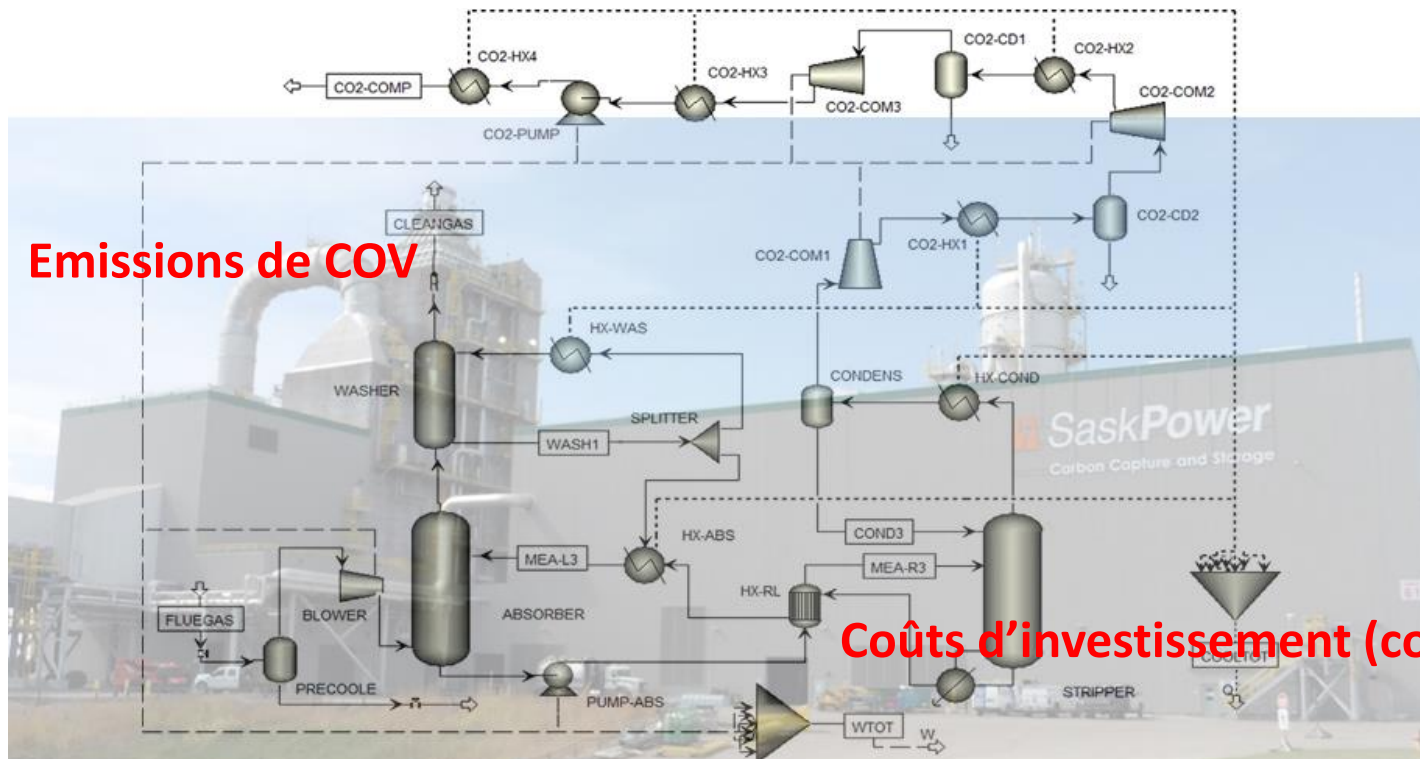 CO2-HX4
CO2-COMP
CO2-PUMP
CO2-HX3
CO2-COM3
CO2-CD1
CO2-HX2
CO2-COM2
CLEANGAS
Emissions de COV
CO2-COM1
CO2-HX1
CO2-CD2
HX-WAS
WASHER
SPLITTER
WASH1
CONDENS
HX-COND
SaskPower
Carbon Capture and Storage
HX-ABS
MEA-L3
COND3
MEA-R3
HX-RL
FLUEGAS
BLOWER
ABSORBER
PRECOOLE
PUMP-ABS
Coûts d’investissement (co
COOLTOT
Q
STRIPPER
WTOT
W